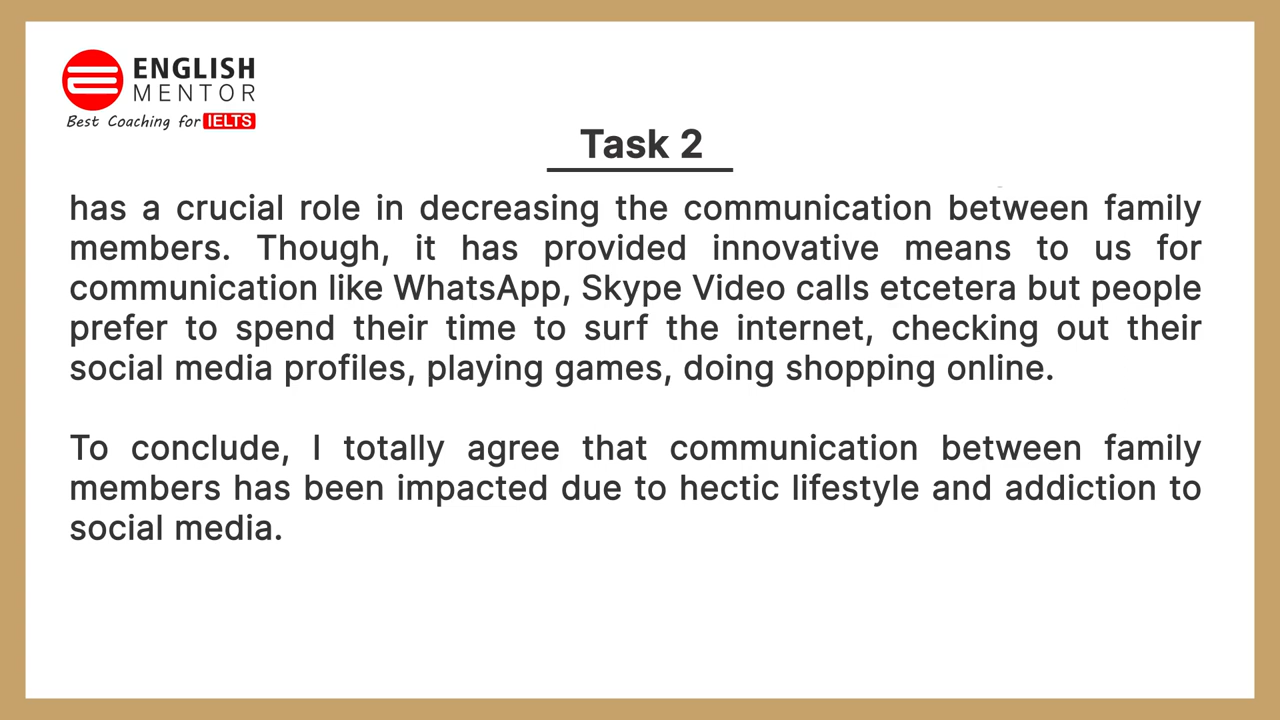 ENGLISH
MENTOR
Best Coaching for IELTS
Task 2
has a crucial role in decreasing the communication between family
members. Though, it has provided innovative means to us for
communication like WhatsApp, Skype Video calls etcetera but people
prefer to spend their time to surf the internet, checking out their
social media profiles, playing games, doing shopping online.
To conclude, I totally agree that communication between family
members has been impacted due to hectic lifestyle and addiction to
social media.